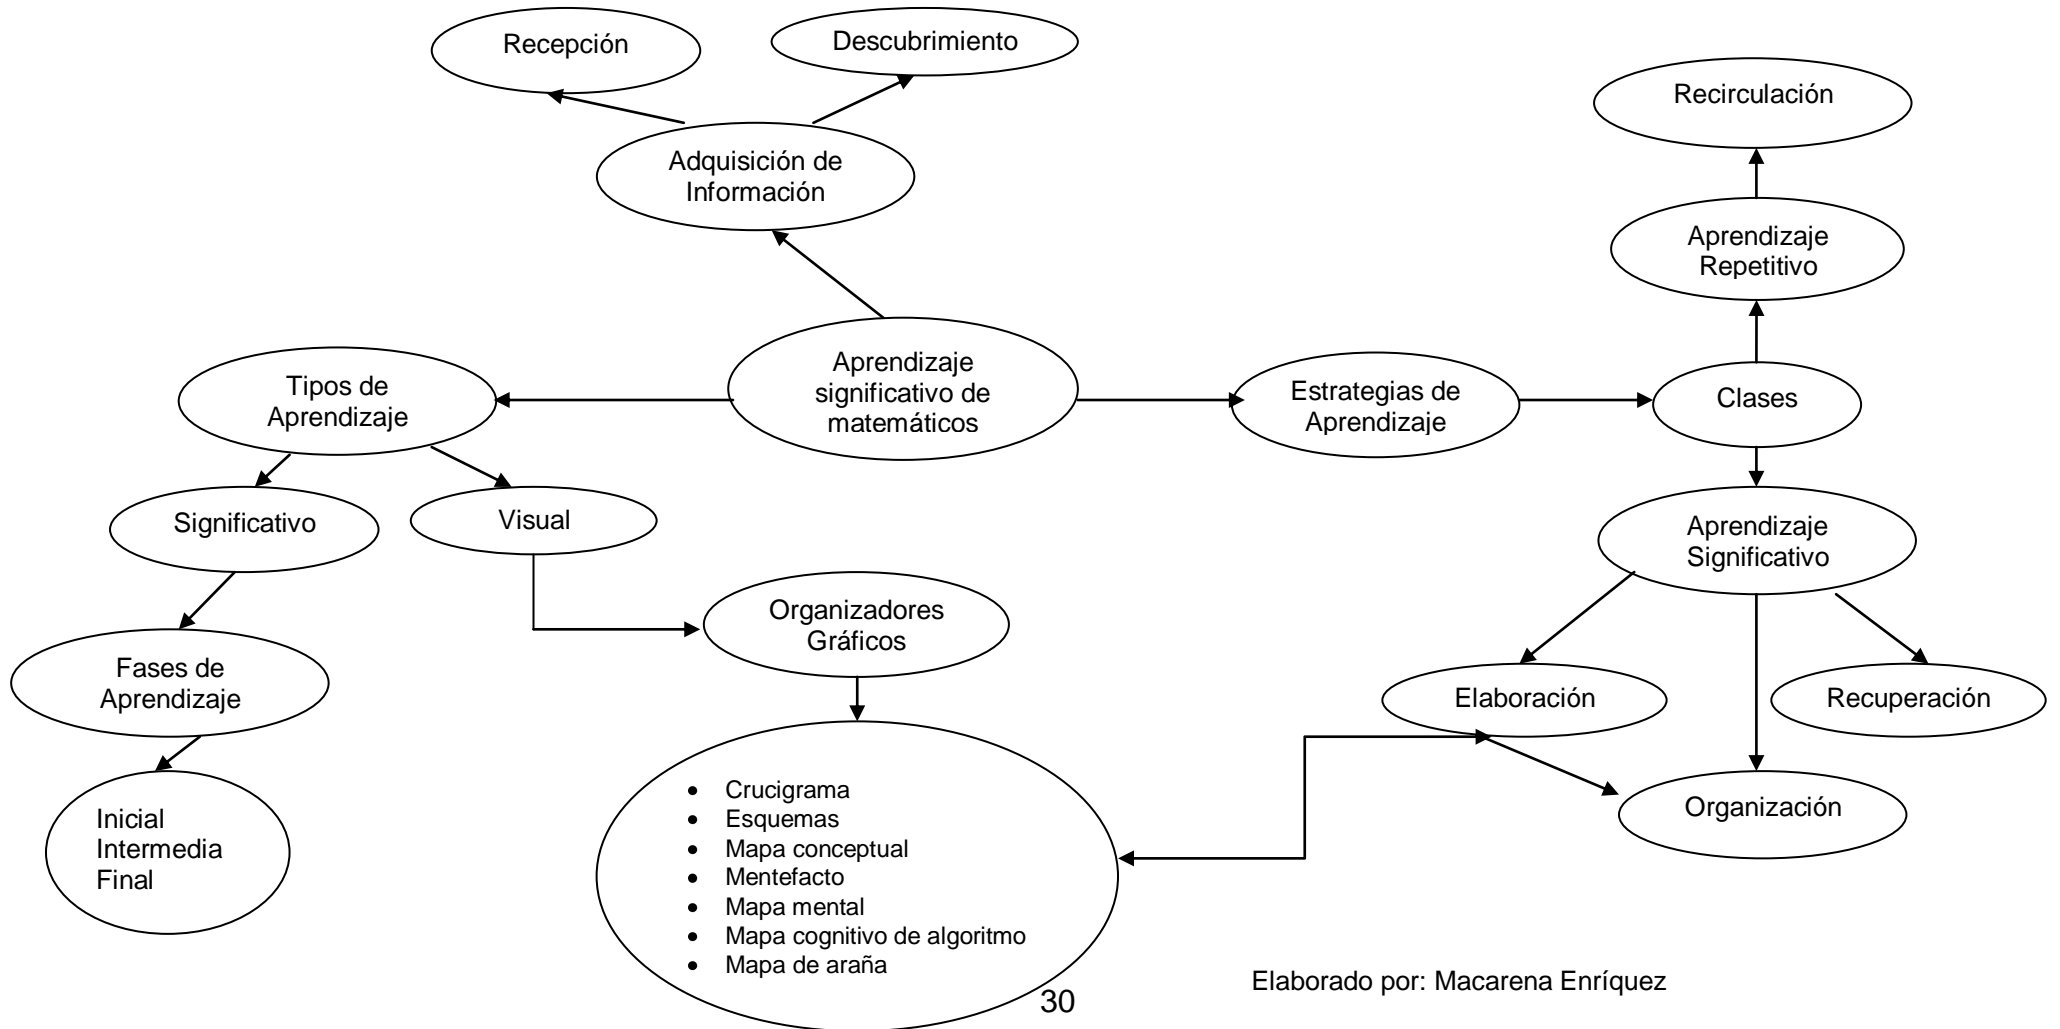 Recepción
Descubrimiento
Recirculación
Adquisición de
Información
Aprendizaje
Repetitivo
Tipos de
Aprendizaje
Aprendizaje
significativo de
matemáticos
Estrategias de
Aprendizaje
Clases
Significativo
Visual
Aprendizaje
Significativo
Organizadores
Gráficos
Fases de
Aprendizaje
Elaboración
Recuperación
Inicial
Intermedia
Final
• Crucigrama
• Esquemas
• Mapa conceptual
• Mentefacto
• Mapa mental
• Mapa cognitivo de algoritmo
• Mapa de araña
Organización
30
Elaborado por: Macarena Enríquez